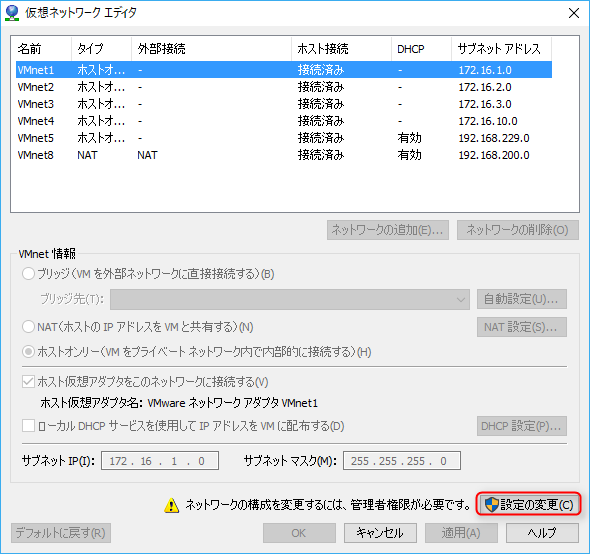 仮想ネットワーク エディタ
名前 タイプ 外部接続 ホスト接続 DHCP サブネット アドレス
VMnet1 ホストオ... - 接続済み - 172.16.1.0
VMnet2 ホストオ... - 接続済み - 172.16.2.0
VMnet3 ホストオ... - 接続済み - 172.16.3.0
VMnet4 ホストオ... - 接続済み - 172.16.10.0
VMnet5 ホストオ... - 接続済み 有効 192.168.229.0
VMnet8 NAT NAT 接続済み 有効 192.168.200.0
ネットワークの追加(E)... ネットワークの削除(O)
VMnet 情報
ブリッジ(VM を外部ネットワークに直接接続する)(B)
ブリッジ先(T): 自動設定(U)...
NAT(ホストの IP アドレスを VM と共有する)(N) NAT 設定(S)...
ホストオンリー(VM をプライベート ネットワーク内で内部的に接続する)(H)
ホスト仮想アダプタをこのネットワークに接続する(V)
ホスト仮想アダプタ名: VMware ネットワーク アダプタ VMnet1
ローカル DHCP サービスを使用して IP アドレスを VM に配布する(D) DHCP 設定(P)...
サブネット IP(I): 172 . 16 . 1 . 0 サブネット マスク(M): 255 . 255 . 255 . 0
ネットワークの構成を変更するには、管理者権限が必要です。 設定の変更(C)
デフォルトに戻す(R) OK キャンセル 適用(A) ヘルプ